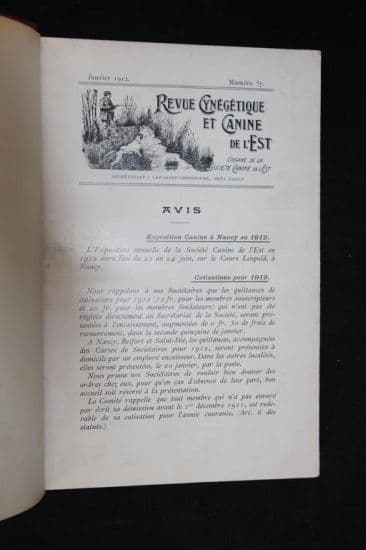 Janvier 1912. Numéro 37.
REVUE CYNÉGÉTIQUE
ET CANINE
DE L'EST
ORGANE DE LA
SOCIÉTÉ CANINE DE L'EST
SECRÉTARIAT : LAY-SAINT-CHRISTOPHE, PRÈS NANCY
AVIS
Exposition Canine à Nancy en 1912.
L'Exposition annuelle de la Société Canine de l'Est en
1912 aura lieu du 22 au 24 juin, sur le Cours Léopold, à
Nancy.
Cotisations pour 1912.
Nous rappelons à nos Sociétaires que les quittances de
cotisations pour 1912 (12 fr. pour les membres souscripteurs
et 20 fr. pour les membres fondateurs) qui n'ont pas été
réglées directement au Secrétariat de la Société, seront pré-
sentées à l'encaissement, augmentées de 0 fr. 50 de frais de
recouvrement, dans la seconde quinzaine de janvier.
A Nancy, Belfort et Saint-Dié, les quittances, accompagnées
des Cartes de Sociétaires pour 1912, seront présentées à
domicile par un employé encaisseur. Dans les autres localités,
elles seront présentées, le 20 janvier, par la poste.
Nous prions nos Sociétaires de vouloir bien donner des
ordres chez eux, pour qu'en cas d'absence de leur part, bon
accueil soit réservé à la présentation.
Le Comité rappelle que tout membre qui n'a pas envoyé
par écrit sa démission avant le 1er décembre 1911, est rede-
vable de sa cotisation pour l'année courante, (Art. 6 des
statuts.)